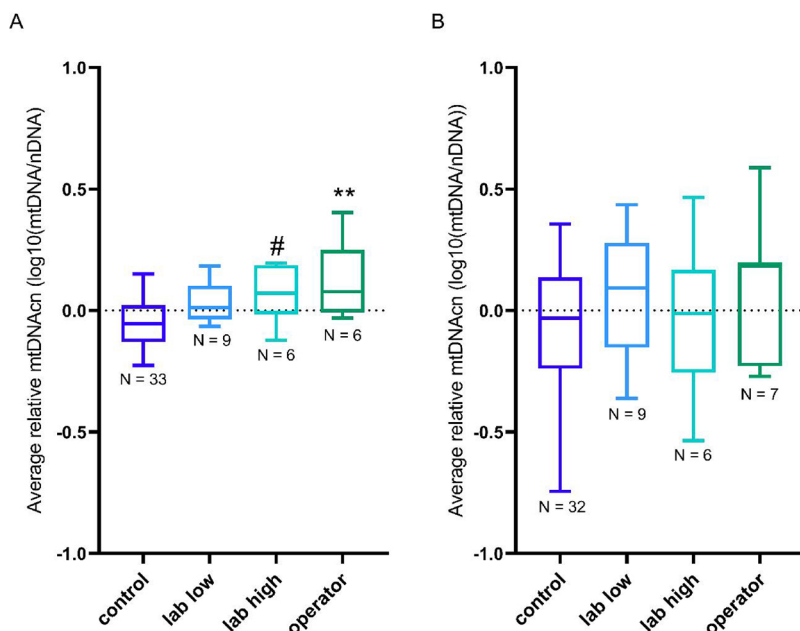 A
Average relative mtDNAcn (log10(mtDNA/nDNA)
1.0
0.5
0.0
-0.5
-1.0
**
#
N = 33
N = 9
N = 6
N = 6
control
lab low
lab high
operator
B
Average relative mtDNAcn (log10(mtDNA/nDNA))
1.0
0.5
0.0
-0.5
-1.0
N = 32
N = 9
N = 6
N = 7
control
lab low
lab high
operator